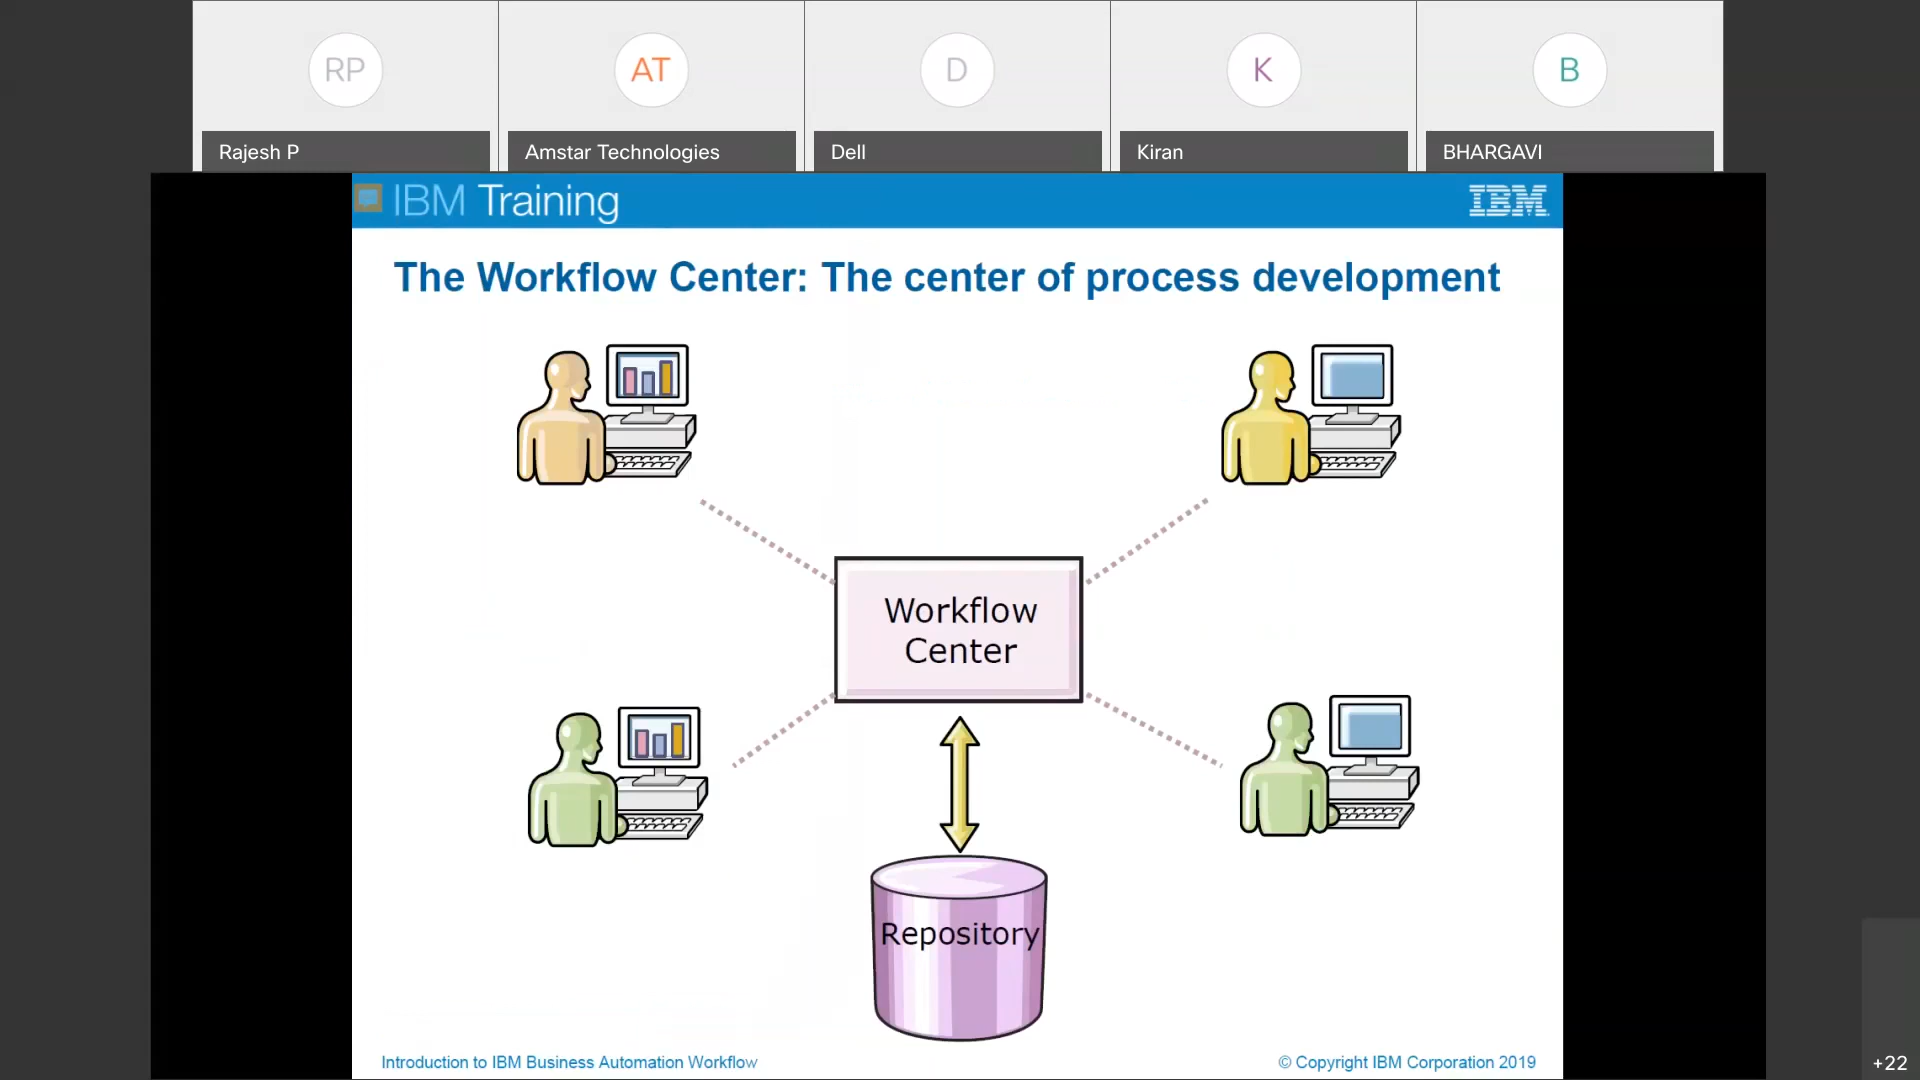 RP
AT
D
K
B
Rajesh P
Amstar Technologies
Dell
Kiran
BHARGAVI
IBM Training
IBM
The Workflow Center: The center of process development
Workflow
Center
Repository
Introduction to IBM Business Automation Workflow
© Copyright IBM Corporation 2019
+22